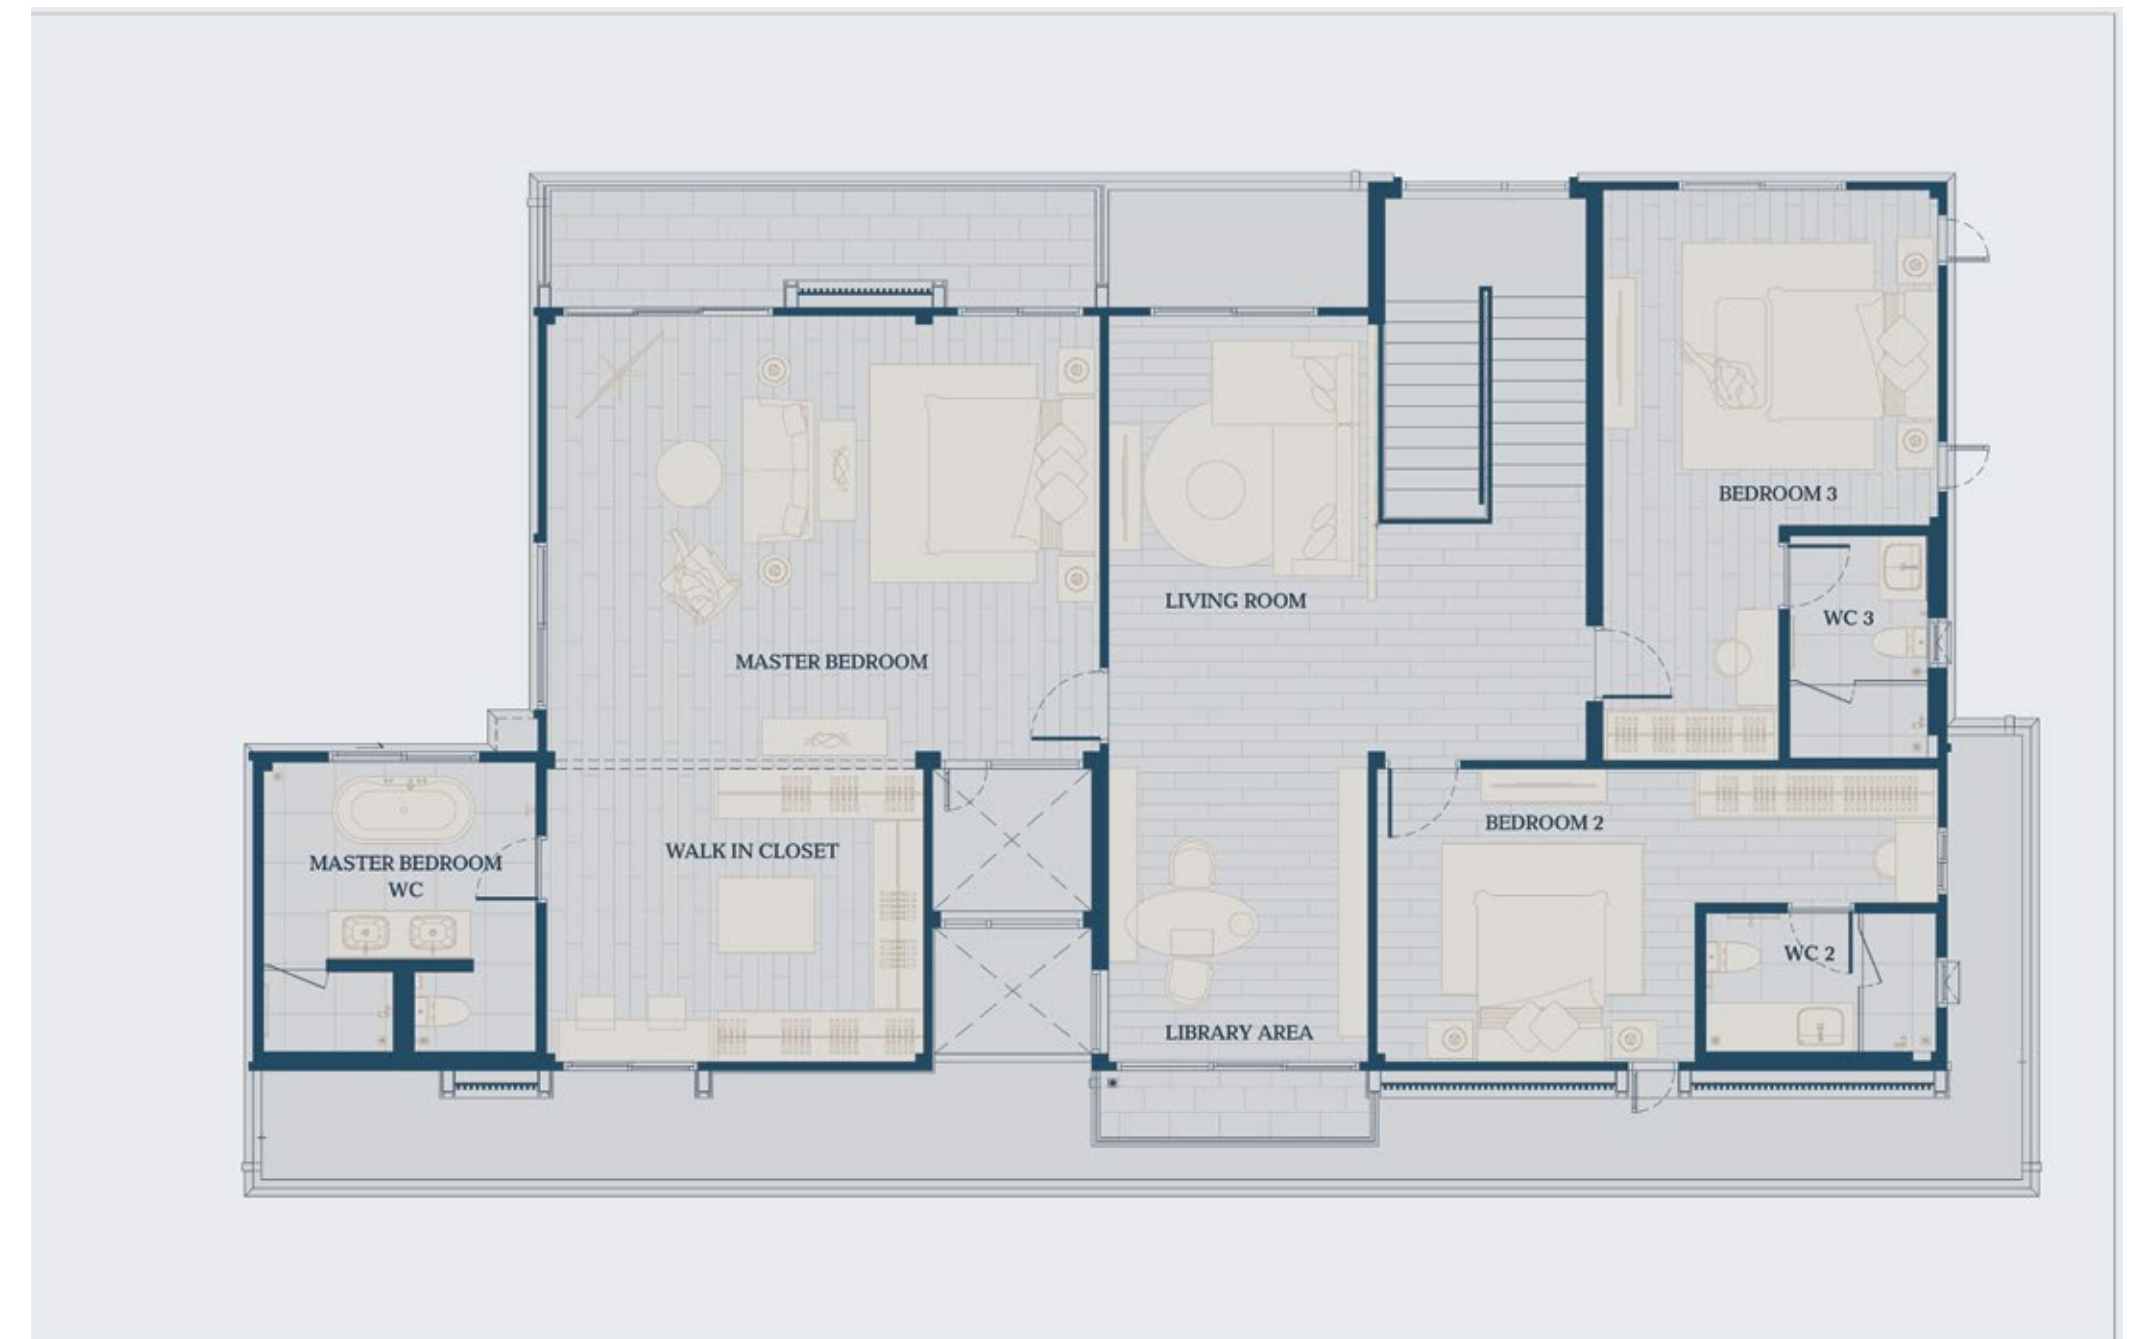 BEDROOM 3
LIVING ROOM
WC 3
MASTER BEDROOM
BEDROOM 2
WALK IN CLOSET
MASTER BEDROOM
WC
WC 2
LIBRARY AREA